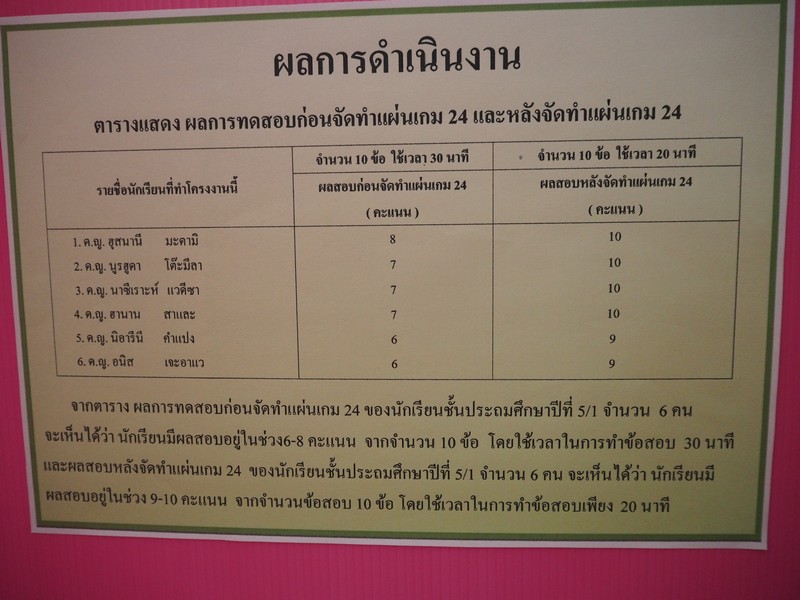 ผลการดำเนินงาน
ตารางแสดง ผลการทดสอบก่อนจัดทำแผ่นเกม 24 และหลังจัดทำแผ่นเกม 24
รายชื่อนักเรียนที่ทำโครงงานนี้
จำนวน 10 ข้อ ใช้เวลา 30 นาที
จำนวน 10 ข้อ ใช้เวลา 20 นาที
ผลสอบก่อนจัดทำแผ่นเกม 24
( คะแนน )
ผลสอบหลังจัดทำแผ่นเกม 24
( คะแนน )
1. ด.ญ. ฮุสนานี มะดามิ 8 10
2. ด.ญ. นูรฮูดา โต๊ะมีลา 7 10
3. ด.ญ. นาซีเราะห์ แวดีซา 7 10
4. ด.ญ. ฮานาน สาและ 7 10
5. ด.ญ. นิอารีนี คำแปง 6 9
6. ด.ญ. อนิส เจะอาแว 6 9
จากตาราง ผลการทดสอบก่อนจัดทำแผ่นเกม 24 ของนักเรียนชั้นประถมศึกษาปีที่ 5/1 จำนวน 6 คน
จะเห็นได้ว่า นักเรียนมีผลสอบอยู่ในช่วง6-8 คะแนน จากจำนวน 10 ข้อ โดยใช้เวลาในการทำข้อสอบ 30 นาที
และผลสอบหลังจัดทำแผ่นเกม 24 ของนักเรียนชั้นประถมศึกษาปีที่ 5/1 จำนวน 6 คน จะเห็นได้ว่า นักเรียนมี
ผลสอบอยู่ในช่วง 9-10 คะแนน จากจำนวนข้อสอบ 10 ข้อ โดยใช้เวลาในการทำข้อสอบเพียง 20 นาที